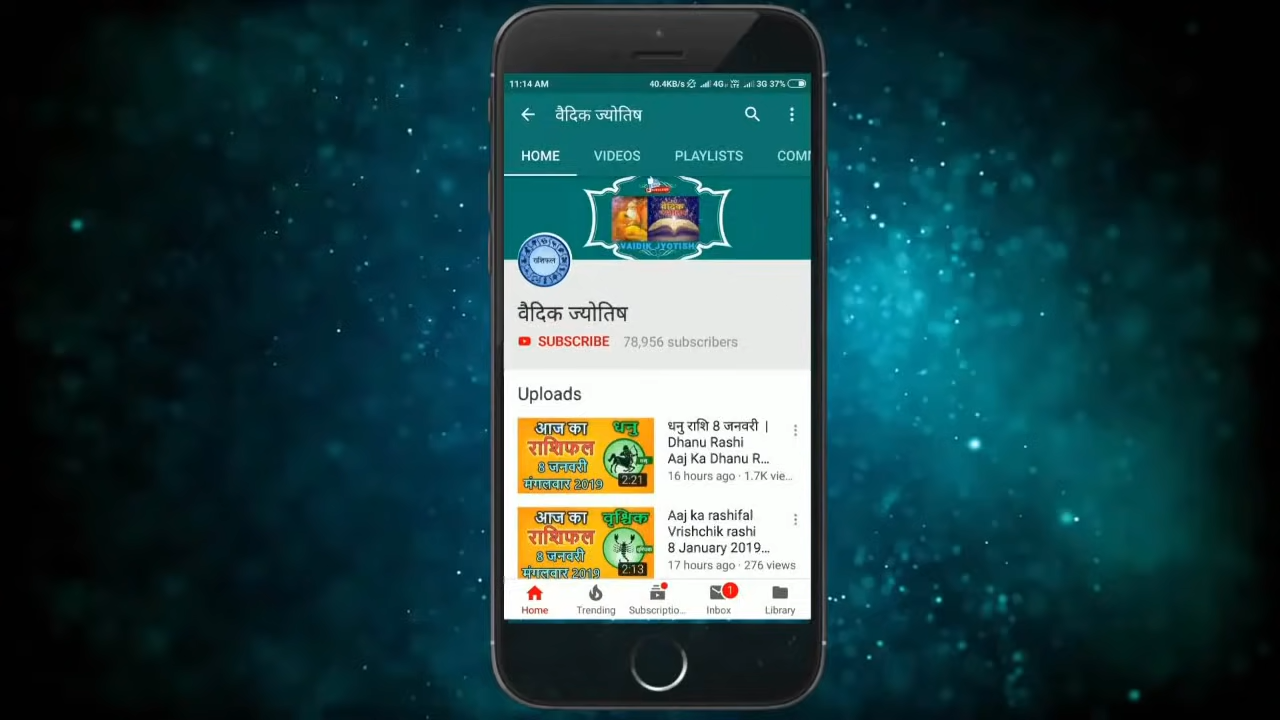 11:14 AM
40.4KB/s 4G 3G 37%
वैदिक ज्योतिष
HOME VIDEOS PLAYLISTS COMM
वैदिक
VAIDIK JYOTISH
राशिफल
वैदिक ज्योतिष
SUBSCRIBE 78,956 subscribers
Uploads
आज का धनु
राशिफल
8 जनवरी
मंगलवार 2019
2:21
धनु राशि 8 जनवरी |
Dhanu Rashi
Aaj Ka Dhanu R...
16 hours ago · 1.7K vie...
आज का वृश्चिक
राशिफल
8 जनवरी
मंगलवार 2019
2:13
Aaj ka rashifal
Vrishchik rashi
8 January 2019...
17 hours ago · 276 views
1
Home Trending Subscriptio... Inbox Library